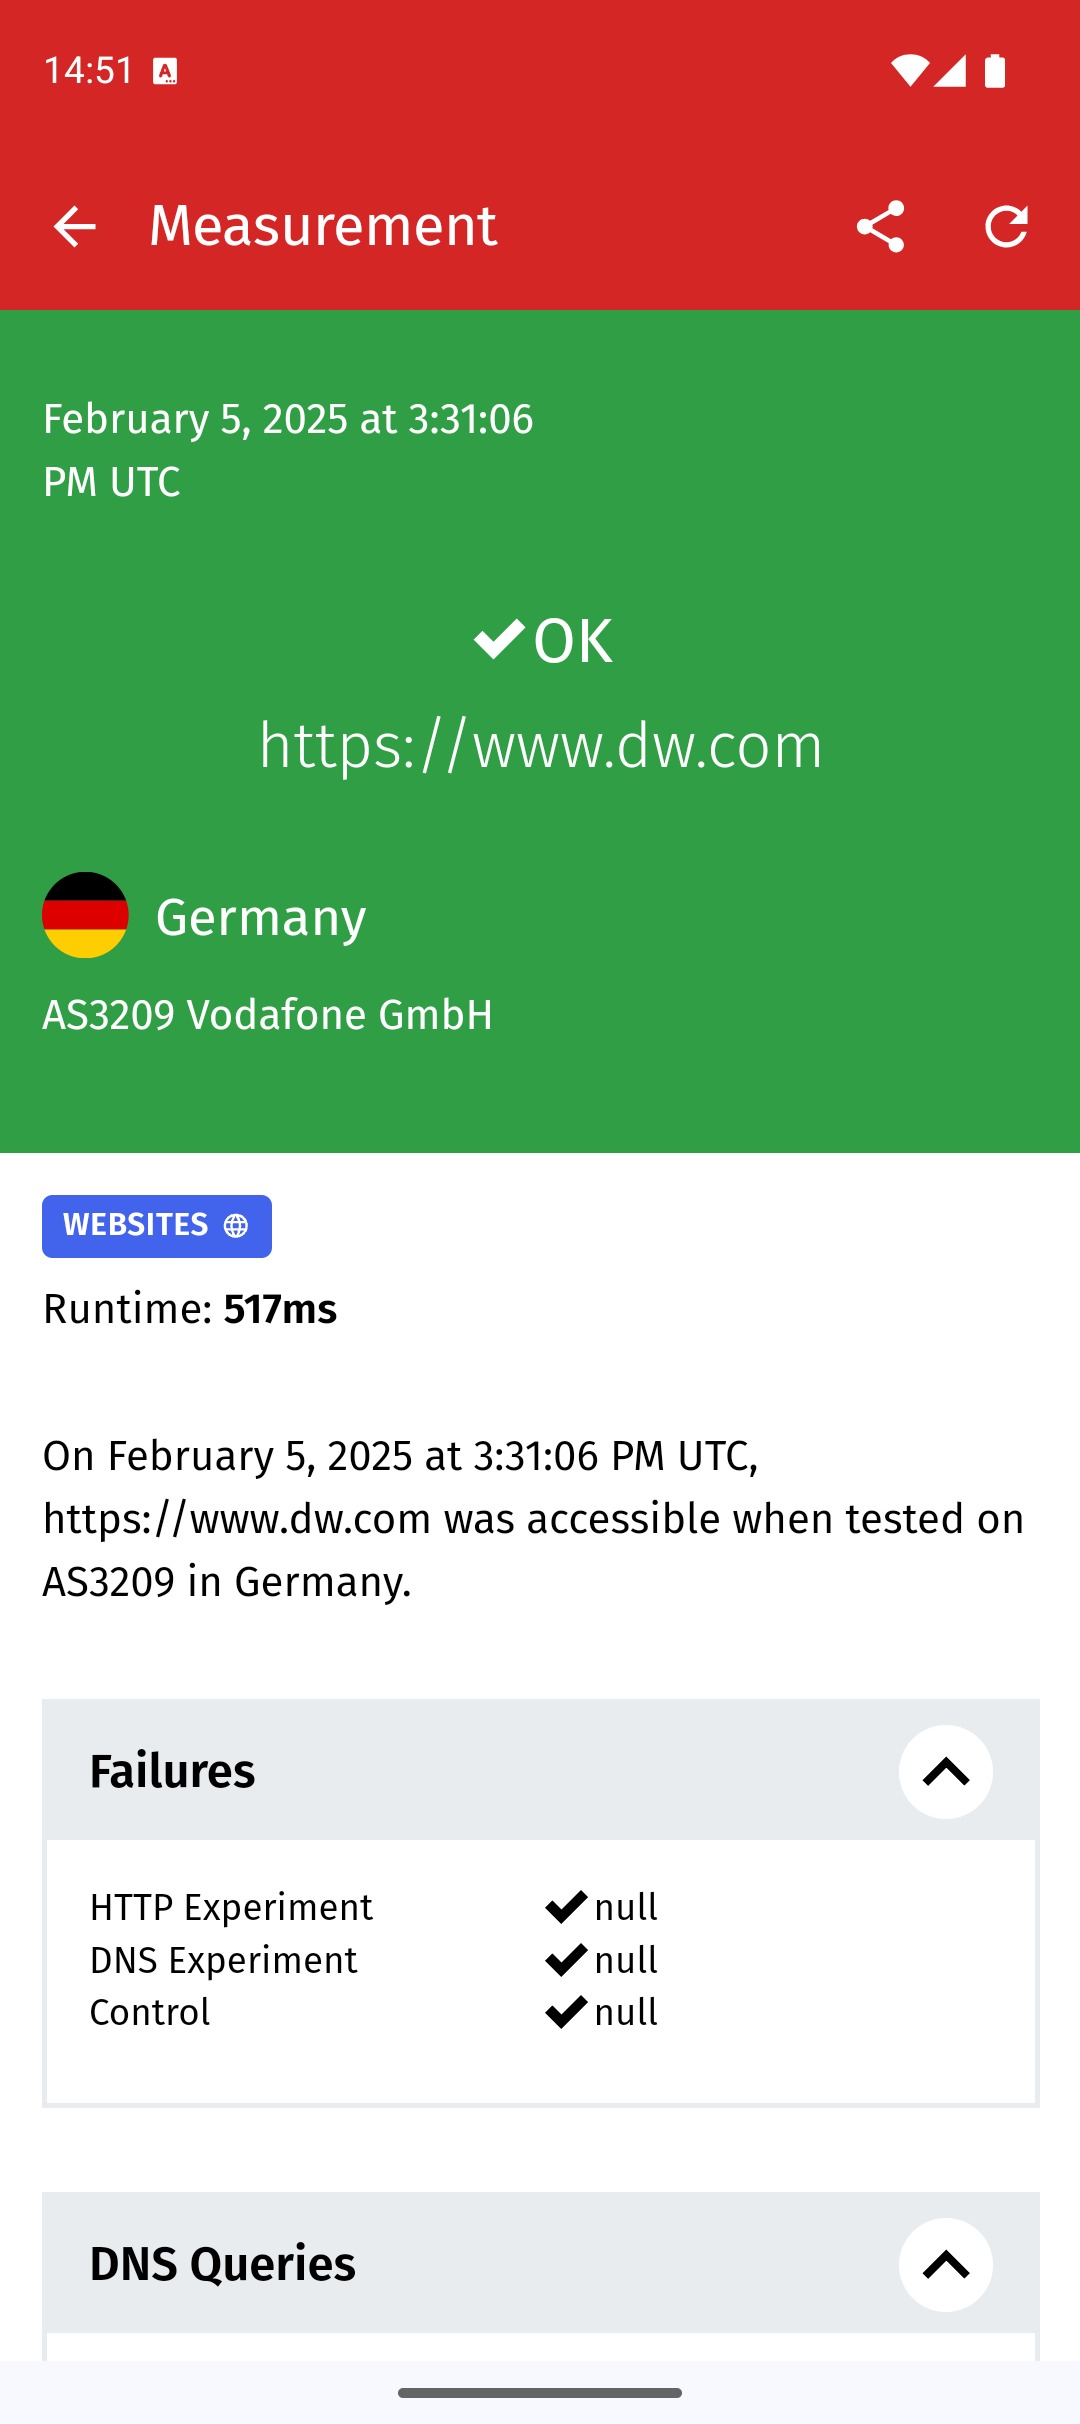 14:51
Measurement
February 5, 2025 at 3:31:06
PM UTC
OK
https://www.dw.com
Germany
AS3209 Vodafone GmbH
WEBSITES
Runtime: 517ms
On February 5, 2025 at 3:31:06 PM UTC,
https://www.dw.com was accessible when tested on
AS3209 in Germany.
Failures
HTTP Experiment null
DNS Experiment null
Control null
DNS Queries